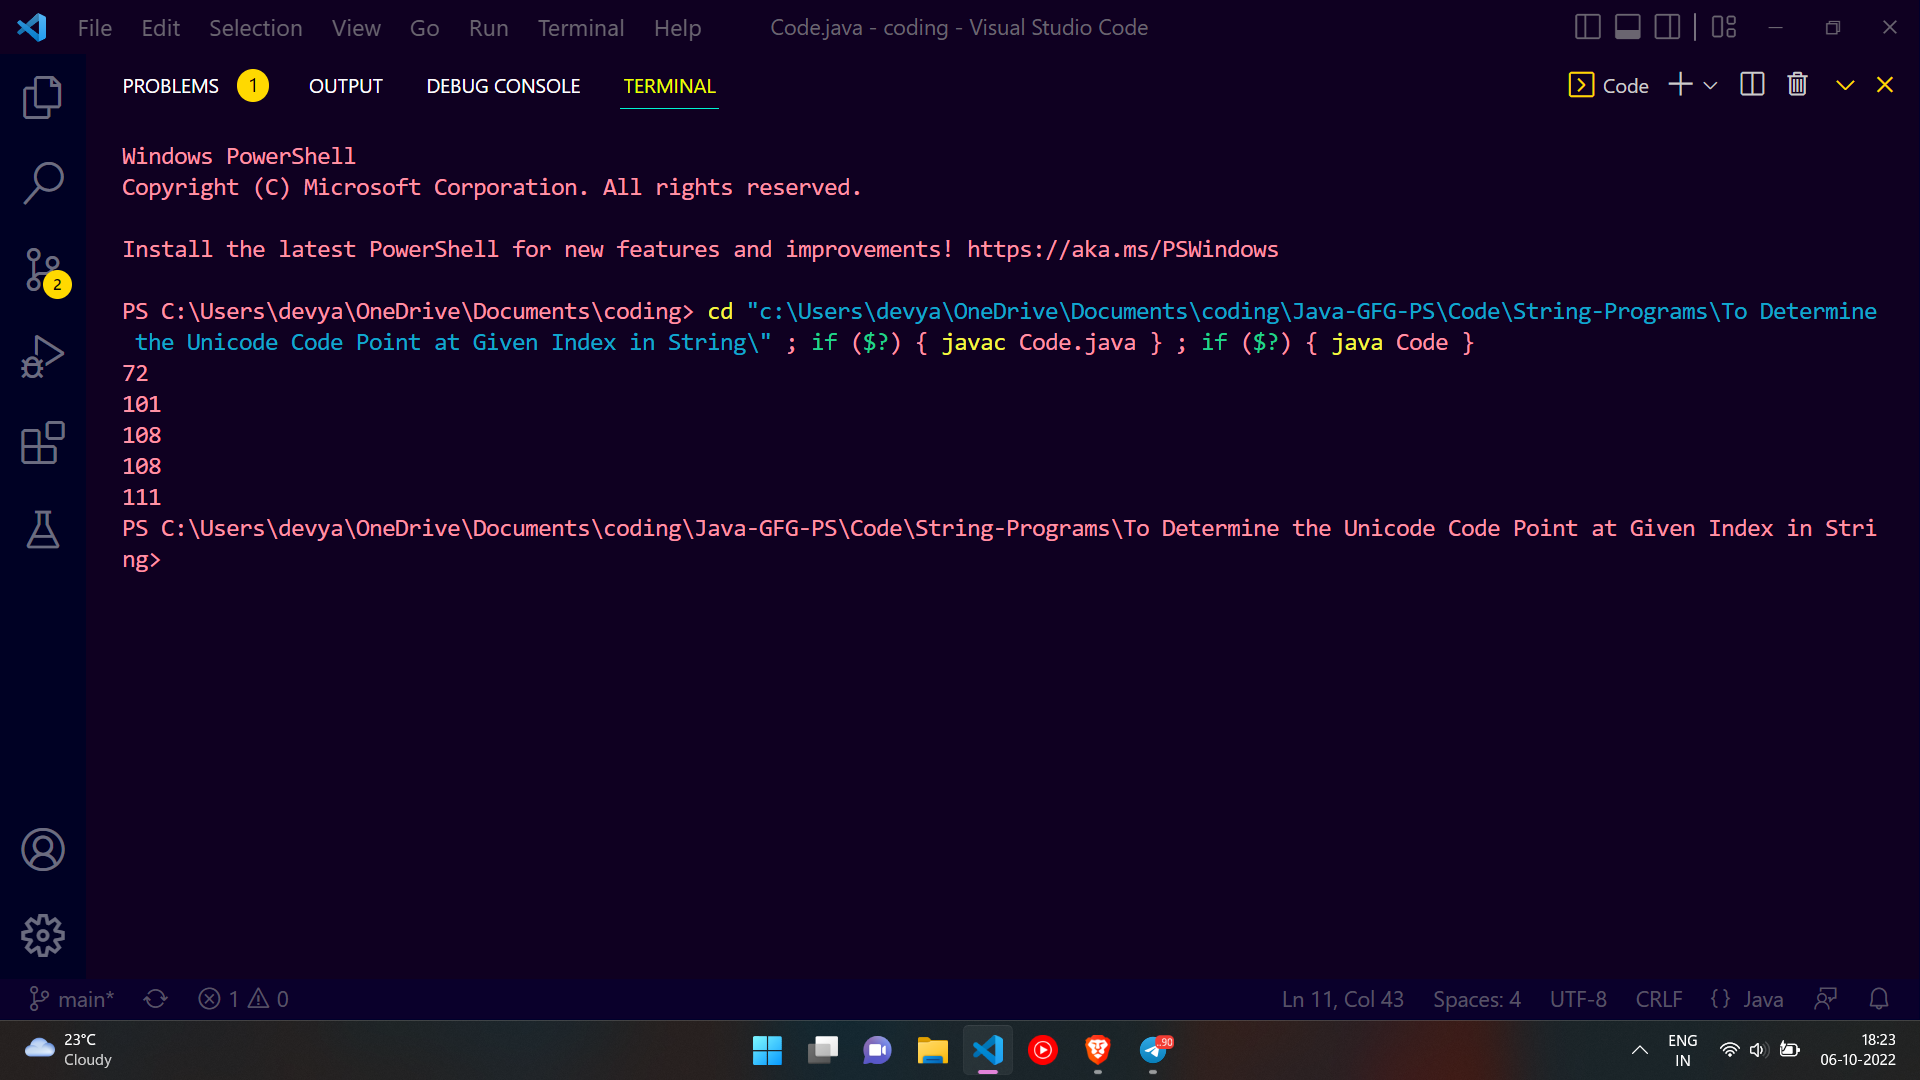 File Edit Selection View Go Run Terminal Help Code.java - coding - Visual Studio Code
PROBLEMS 1 OUTPUT DEBUG CONSOLE TERMINAL Code
Windows PowerShell
Copyright (C) Microsoft Corporation. All rights reserved.
Install the latest PowerShell for new features and improvements! https://aka.ms/PSWindows
2
PS C:\Users\devya\OneDrive\Documents\coding> cd "c:\Users\devya\OneDrive\Documents\coding\Java-GFG-PS\Code\String-Programs\To Determine
the Unicode Code Point at Given Index in String\" ; if ($?) { javac Code.java } ; if ($?) { java Code }
72
101
108
108
111
PS C:\Users\devya\OneDrive\Documents\coding\Java-GFG-PS\Code\String-Programs\To Determine the Unicode Code Point at Given Index in Stri
ng>
main* 1 0 Ln 11, Col 43 Spaces: 4 UTF-8 CRLF {} Java
23°C
Cloudy
..90
ENG
IN
18:23
06-10-2022